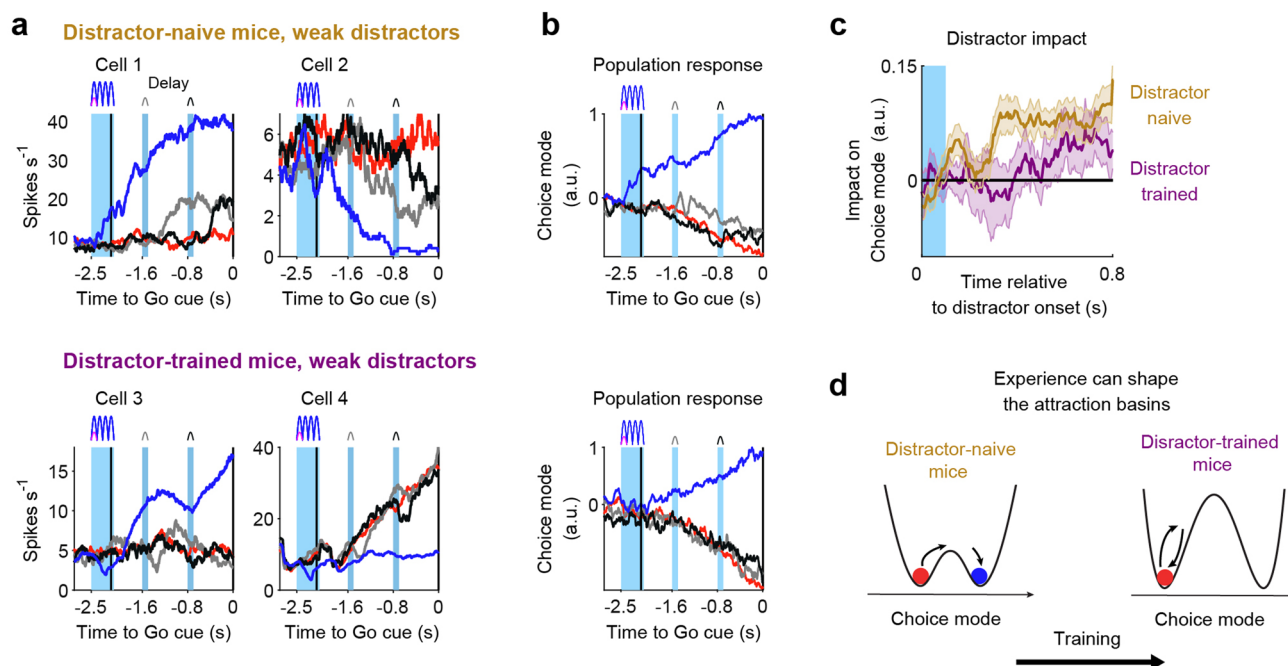 a
Distractor-naive mice, weak distractors
Cell 1
Delay
Cell 2
Spikes s⁻¹
40
30
20
10
0
-2.5
-1.6
-0.8
0
Time to Go cue (s)
6
4
2
0
-2.5
-1.6
-0.8
0
Time to Go cue (s)
b
Population response
Choice mode
(a.u.)
1
0
-2.5
-1.6
-0.8
0
Time to Go cue (s)
c
Distractor impact
Impact on
Choice mode (a.u.)
0.15
0
0
0.8
Time relative
to distractor onset (s)
Distractor
naive
Distractor
trained
Distractor-trained mice, weak distractors
Cell 3
Cell 4
Spikes s⁻¹
15
10
5
0
-2.5
-1.6
-0.8
0
Time to Go cue (s)
40
20
0
-2.5
-1.6
-0.8
0
Time to Go cue (s)
Population response
Choice mode
(a.u.)
1
0
-2.5
-1.6
-0.8
0
Time to Go cue (s)
d
Experience can shape
the attraction basins
Distractor-naive
mice
Disractor-trained
mice
Choice mode
Choice mode
Training